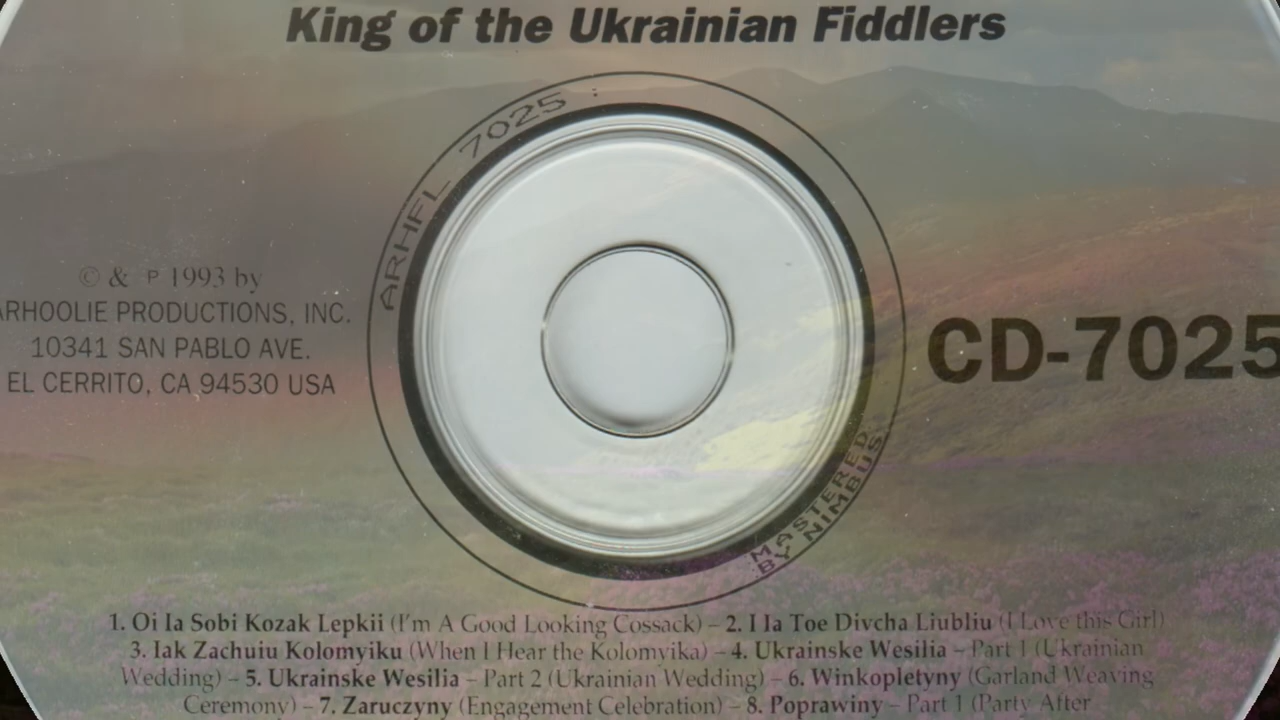 King of the Ukrainian Fiddlers
ARHFL 7025 :
© & P 1993 by
ARHOOLIE PRODUCTIONS, INC.
10341 SAN PABLO AVE.
EL CERRITO, CA 94530 USA
CD-7025
MASTERED
BY NIMBUS
1. Oi Ia Sobi Kozak Lepkii (I'm A Good Looking Cossack) – 2. I Ia Toe Divcha Liubliu (I Love this Girl)
3. Iak Zachuiu Kolomyiku (When I Hear the Kolomyika) – 4. Ukrainske Wesilia – Part 1 (Ukrainian
Wedding) – 5. Ukrainske Wesilia – Part 2 (Ukrainian Wedding) – 6. Winkopletyny (Garland Weaving
Ceremony) – 7. Zaruczyny (Engagement Celebration) – 8. Poprawiny – Part 1 (Party After